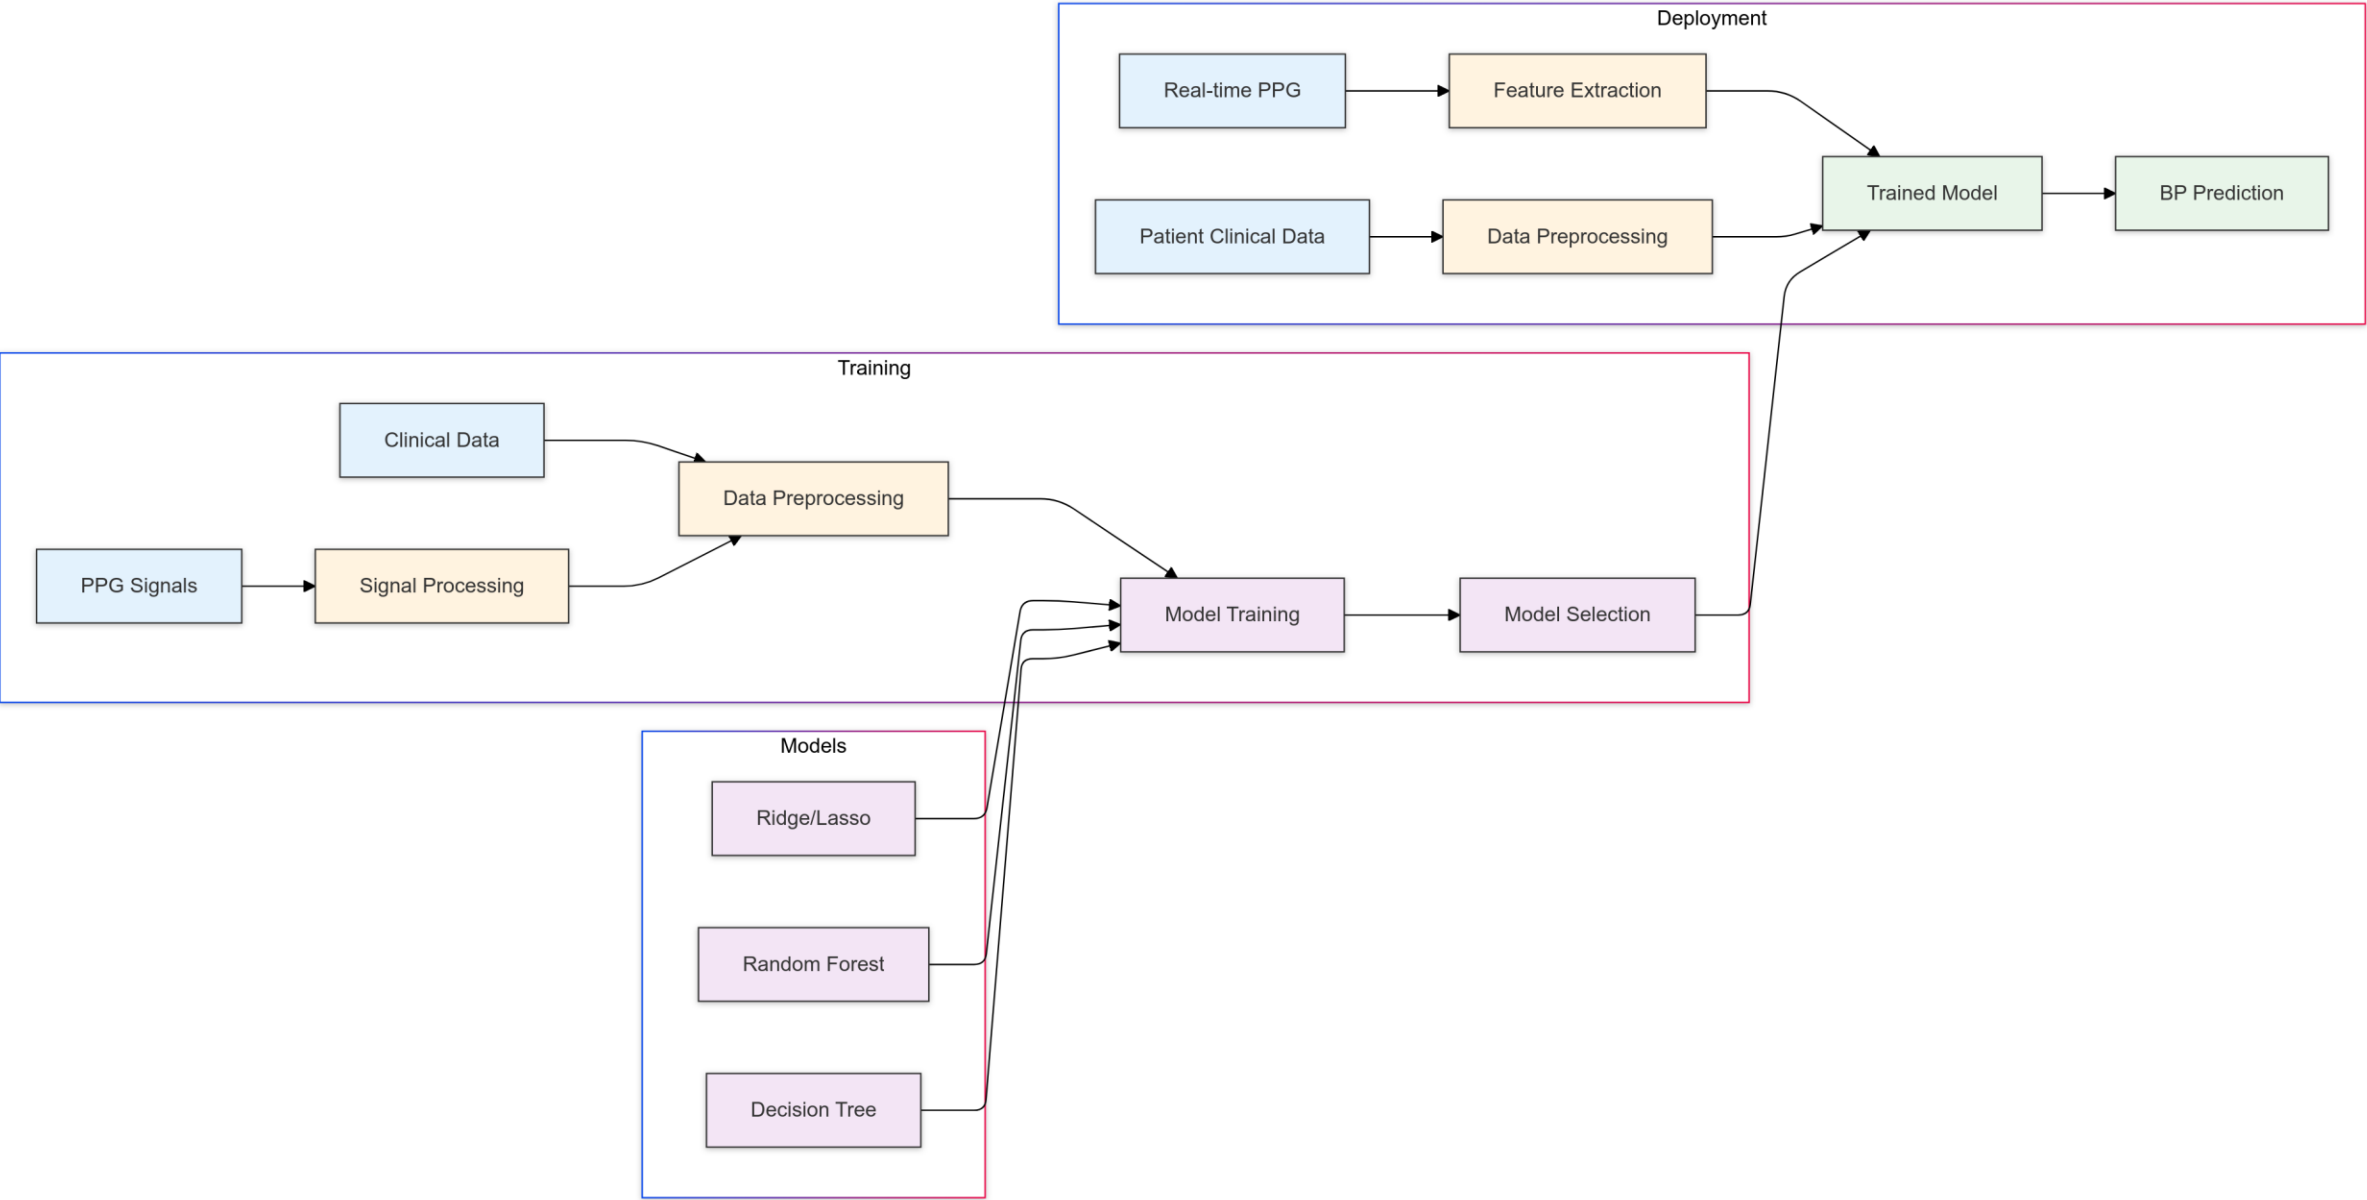 Deployment
Real-time PPG
Feature Extraction
Trained Model
BP Prediction
Patient Clinical Data
Data Preprocessing
Training
Clinical Data
Data Preprocessing
PPG Signals
Signal Processing
Model Training
Model Selection
Models
Ridge/Lasso
Random Forest
Decision Tree